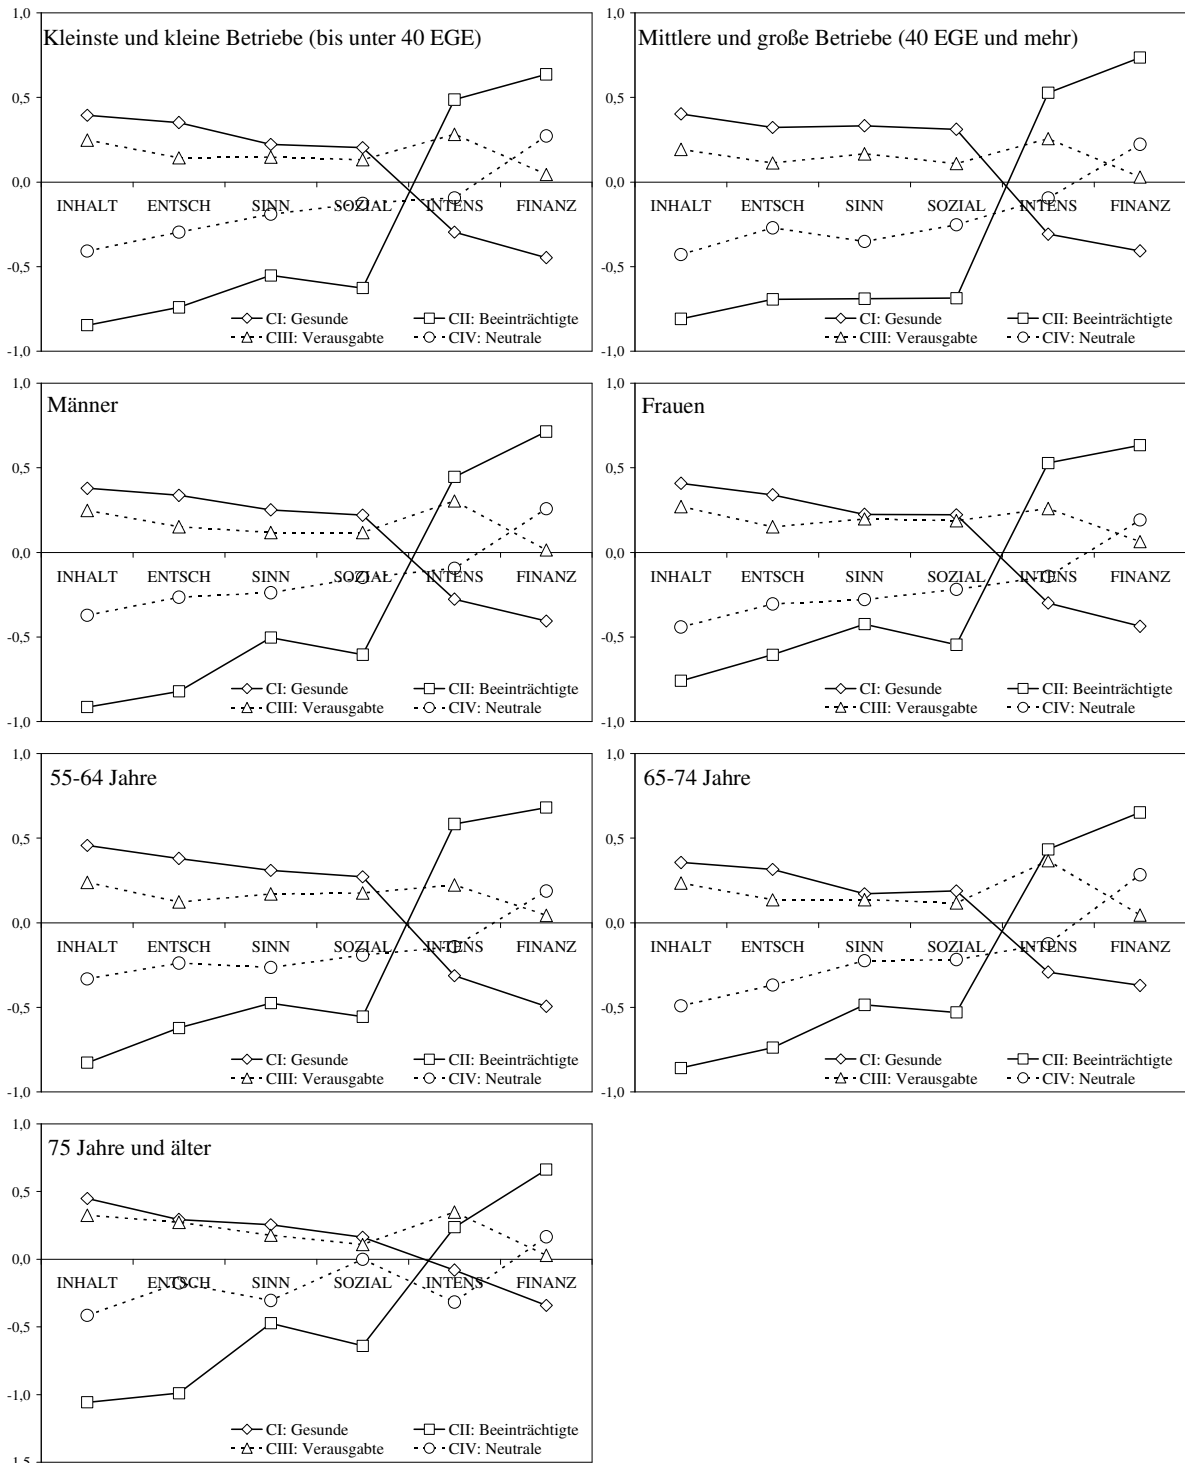 1,0
Kleinste und kleine Betriebe (bis unter 40 EGE)
0,5
0,0
INHALT ENTSCH SINN SOZIAL INTENS FINANZ
-0,5
CI: Gesunde CII: Beeinträchtigte
CIII: Verausgabte CIV: Neutrale
-1,0
1,0
Mittlere und große Betriebe (40 EGE und mehr)
0,5
0,0
INHALT ENTSCH SINN SOZIAL INTENS FINANZ
-0,5
CI: Gesunde CII: Beeinträchtigte
CIII: Verausgabte CIV: Neutrale
-1,0
1,0
Männer
0,5
0,0
INHALT ENTSCH SINN SOZIAL INTENS FINANZ
-0,5
CI: Gesunde CII: Beeinträchtigte
CIII: Verausgabte CIV: Neutrale
-1,0
1,0
Frauen
0,5
0,0
INHALT ENTSCH SINN SOZIAL INTENS FINANZ
-0,5
CI: Gesunde CII: Beeinträchtigte
CIII: Verausgabte CIV: Neutrale
-1,0
1,0
55-64 Jahre
0,5
0,0
INHALT ENTSCH SINN SOZIAL INTENS FINANZ
-0,5
CI: Gesunde CII: Beeinträchtigte
CIII: Verausgabte CIV: Neutrale
-1,0
1,0
65-74 Jahre
0,5
0,0
INHALT ENTSCH SINN SOZIAL INTENS FINANZ
-0,5
CI: Gesunde CII: Beeinträchtigte
CIII: Verausgabte CIV: Neutrale
-1,0
1,0
75 Jahre und älter
0,5
0,0
INHALT ENTSCH SINN SOZIAL INTENS FINANZ
-0,5
-1,0
CI: Gesunde CII: Beeinträchtigte
CIII: Verausgabte CIV: Neutrale
-1,5